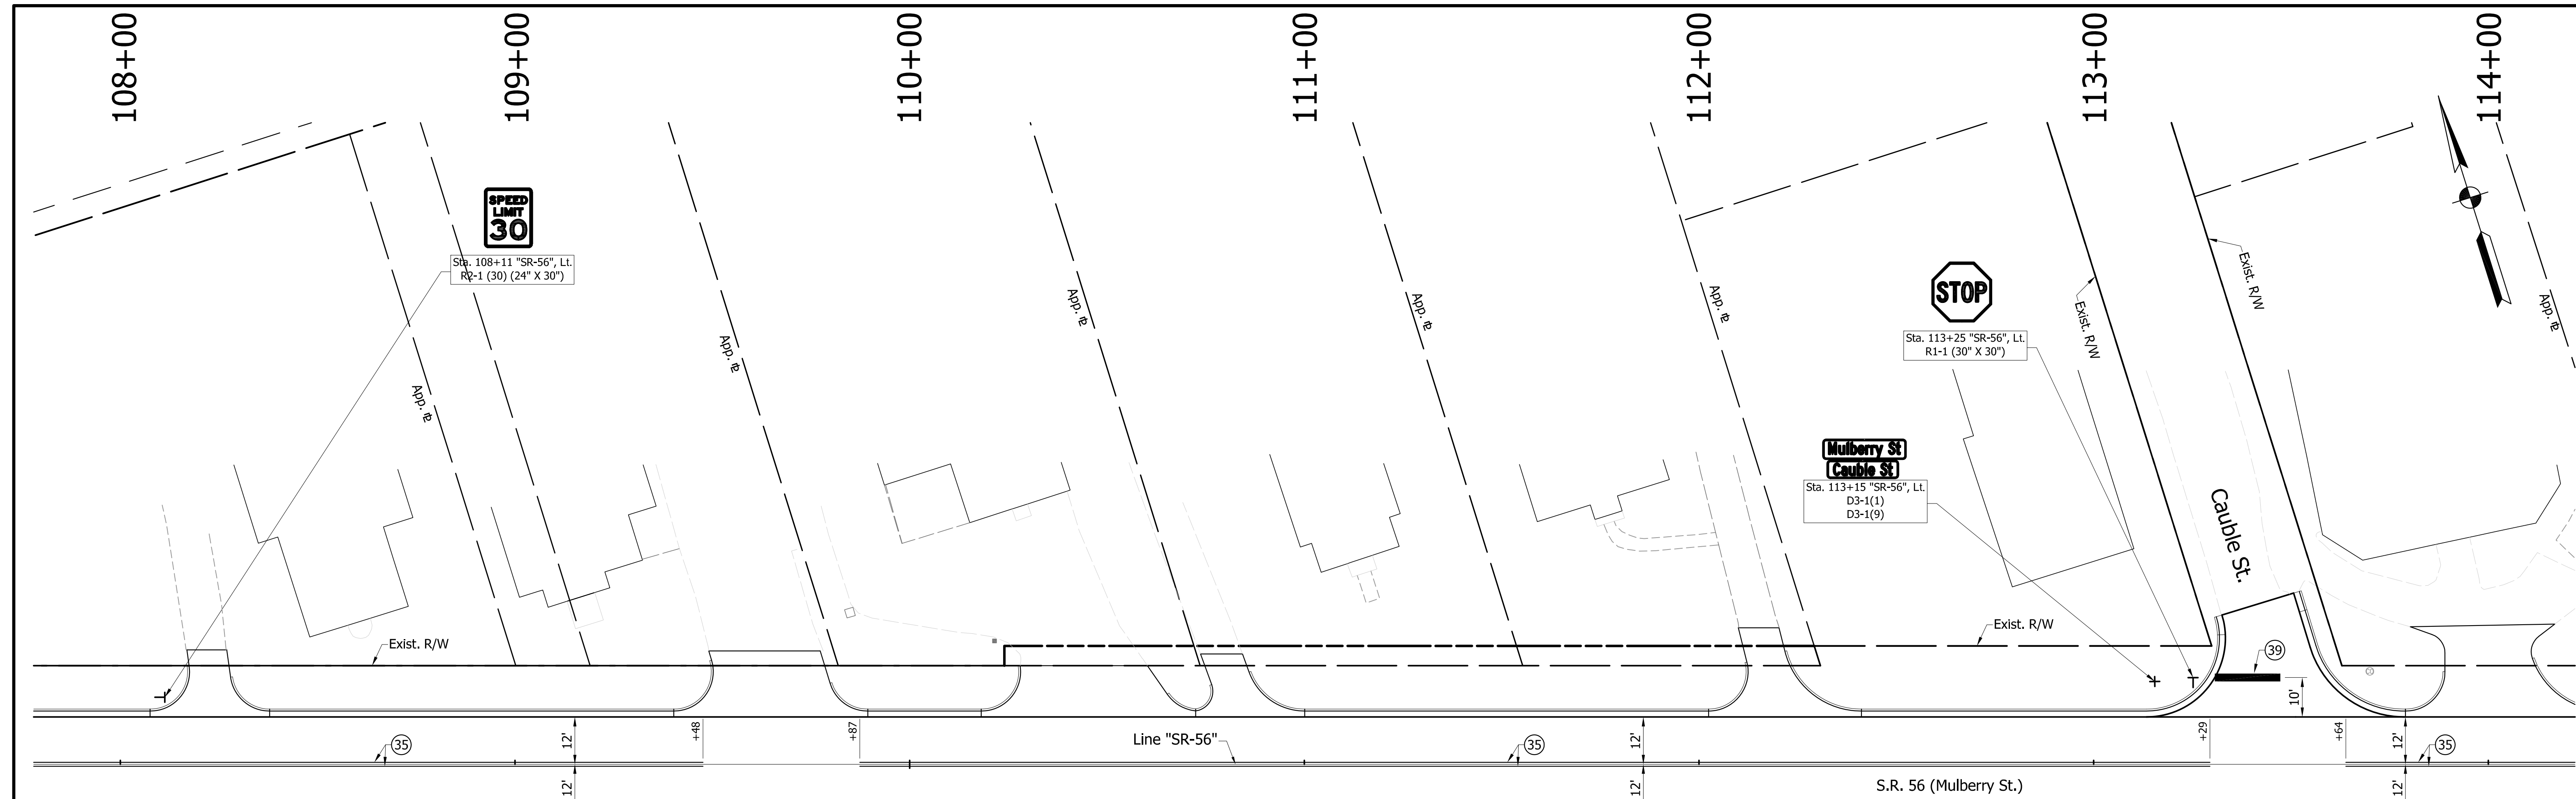 108+00
109+00
110+00
111+00
112+00
113+00
114+00
SPEED
LIMIT
30
Sta. 108+11 "SR-56", Lt.
R2-1 (30) (24" X 30")
STOP
Sta. 113+25 "SR-56", Lt.
R1-1 (30" X 30")
Mulberry St
Cauble St
Sta. 113+15 "SR-56", Lt.
D3-1(1)
D3-1(9)
App. ⅊
App. ⅊
App. ⅊
App. ⅊
App. ⅊
App. ⅊
Exist. R/W
Exist. R/W
Cauble St.
Exist. R/W
Exist. R/W
39
10'
+48
+87
+29
+64
35
12'
12'
Line "SR-56"
35
12'
12'
S.R. 56 (Mulberry St.)
12'
12'
35